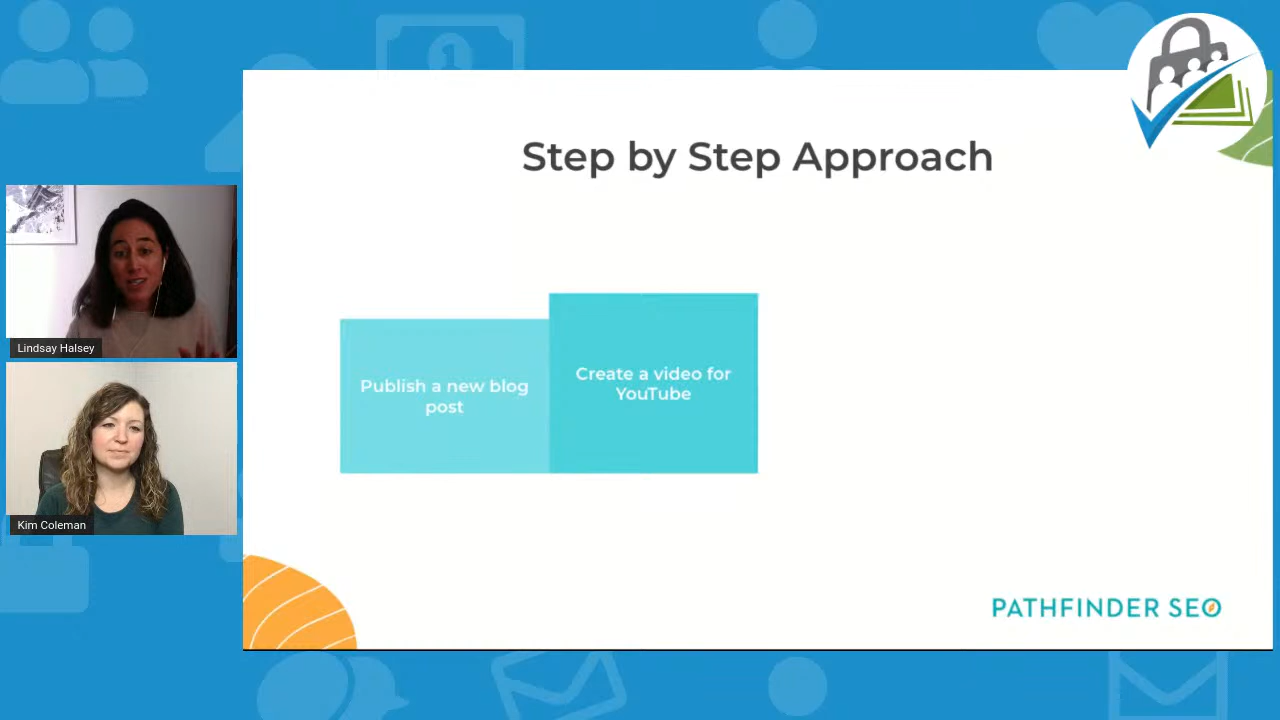 Step by Step Approach
Lindsay Halsey
Publish a new blog
post
Create a video for
YouTube
Kim Coleman
PATHFINDER SEO